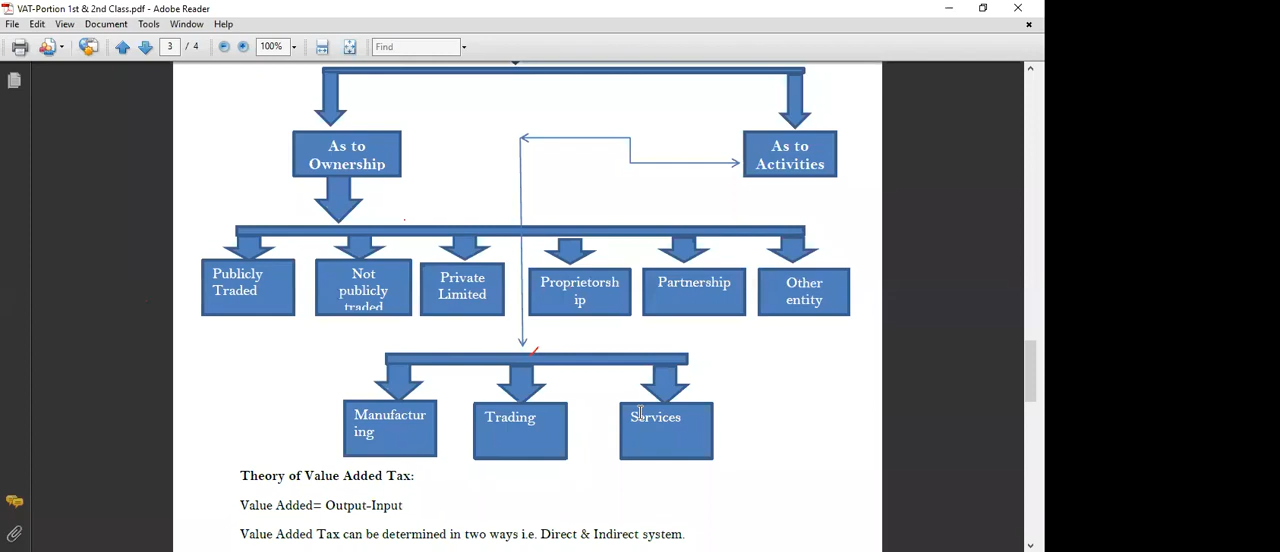 VAT-Portion 1st & 2nd Class.pdf - Adobe Reader
File Edit View Document Tools Window Help
3 / 4 100% Find
As to
Ownership
As to
Activities
Publicly
Traded
Not
publicly
traded
Private
Limited
Proprietorsh
ip
Partnership
Other
entity
Manufactur
ing
Trading
Services
Theory of Value Added Tax:
Value Added= Output-Input
Value Added Tax can be determined in two ways i.e. Direct & Indirect system.